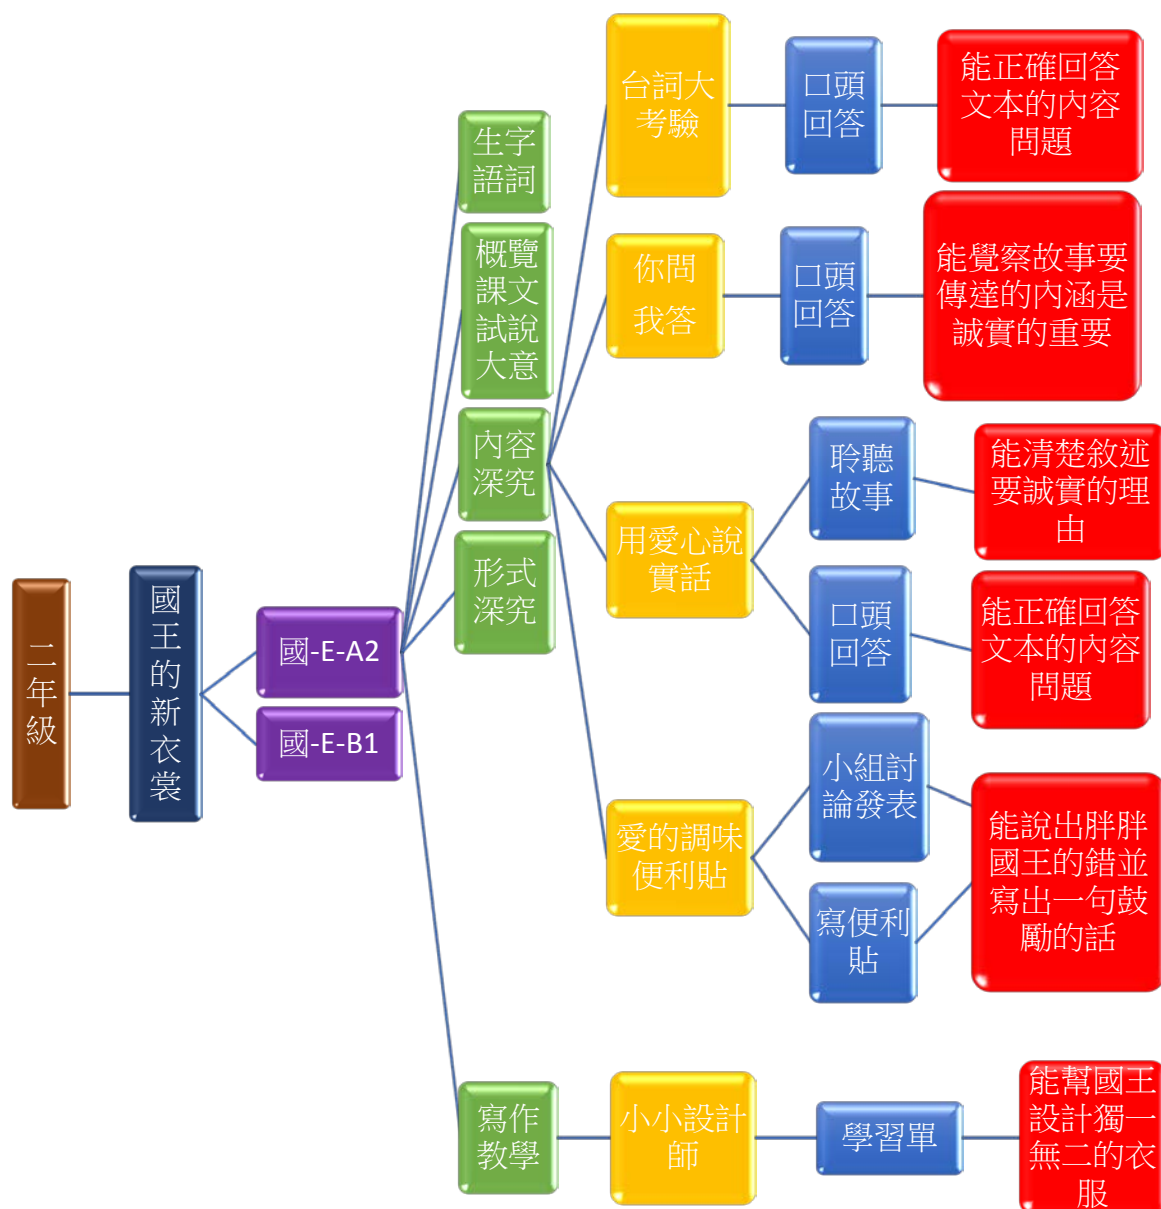 二年級
國王的新衣裳
國-E-A2
國-E-B1
生字
語詞
概覽
課文
試說
大意
內容
深究
形式
深究
寫作
教學
台詞大
考驗
口頭
回答
能正確回答
文本的內容
問題
你問
我答
口頭
回答
能覺察故事要
傳達的內涵是
誠實的重要
用愛心說
實話
聆聽
故事
能清楚敘述
要誠實的理
由
口頭
回答
能正確回答
文本的內容
問題
愛的調味
便利貼
小組討
論發表
寫便利
貼
能說出胖胖
國王的錯並
寫出一句鼓
勵的話
小小設計
師
學習單
能幫國王
設計獨一
無二的衣
服